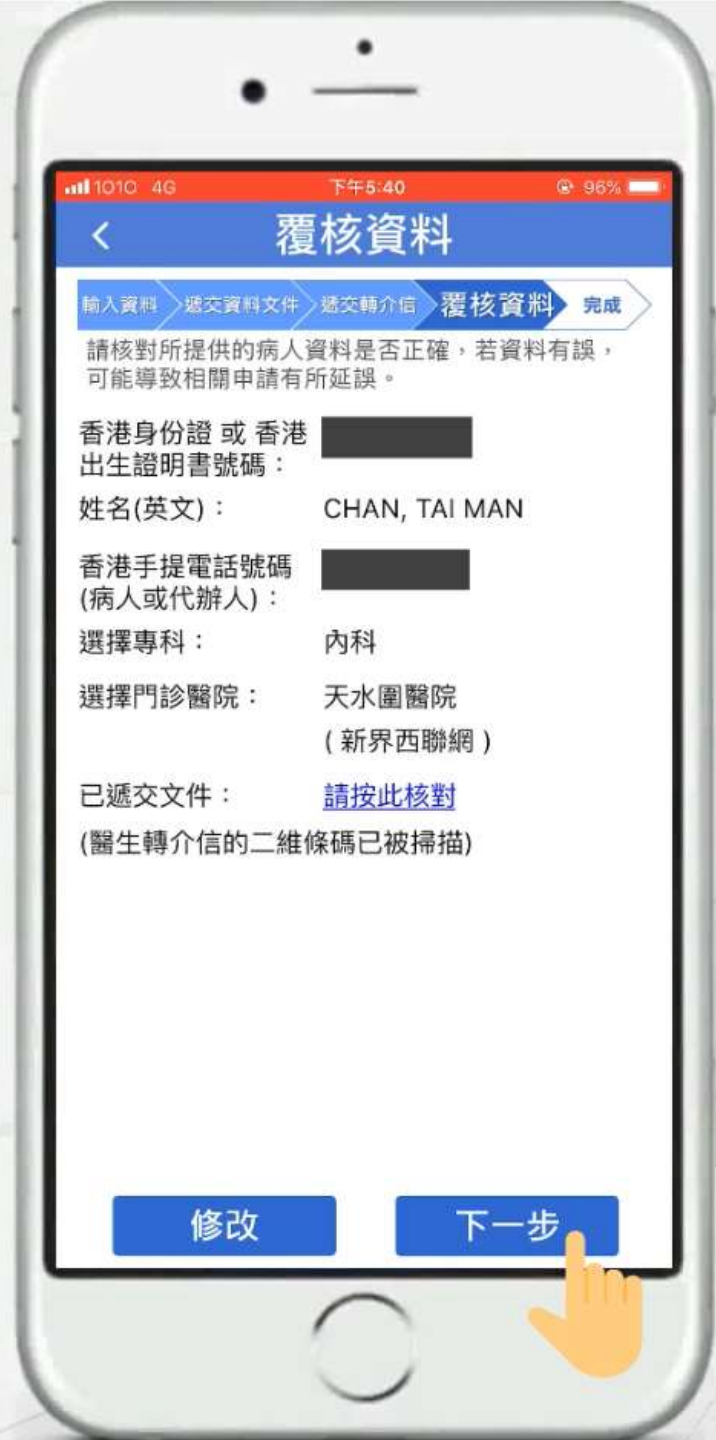 1010 4G 下午5:40 96%
覆核資料
輸入資料 遞交資料文件 遞交轉介信 覆核資料 完成
請核對所提供的病人資料是否正確，若資料有誤，
可能導致相關申請有所延誤。
香港身份證 或 香港
出生證明書號碼：
姓名(英文)： CHAN, TAI MAN
香港手提電話號碼
(病人或代辦人)：
選擇專科： 內科
選擇門診醫院： 天水圍醫院
( 新界西聯網 )
已遞交文件： 請按此核對
(醫生轉介信的二維條碼已被掃描)
修改 下一步